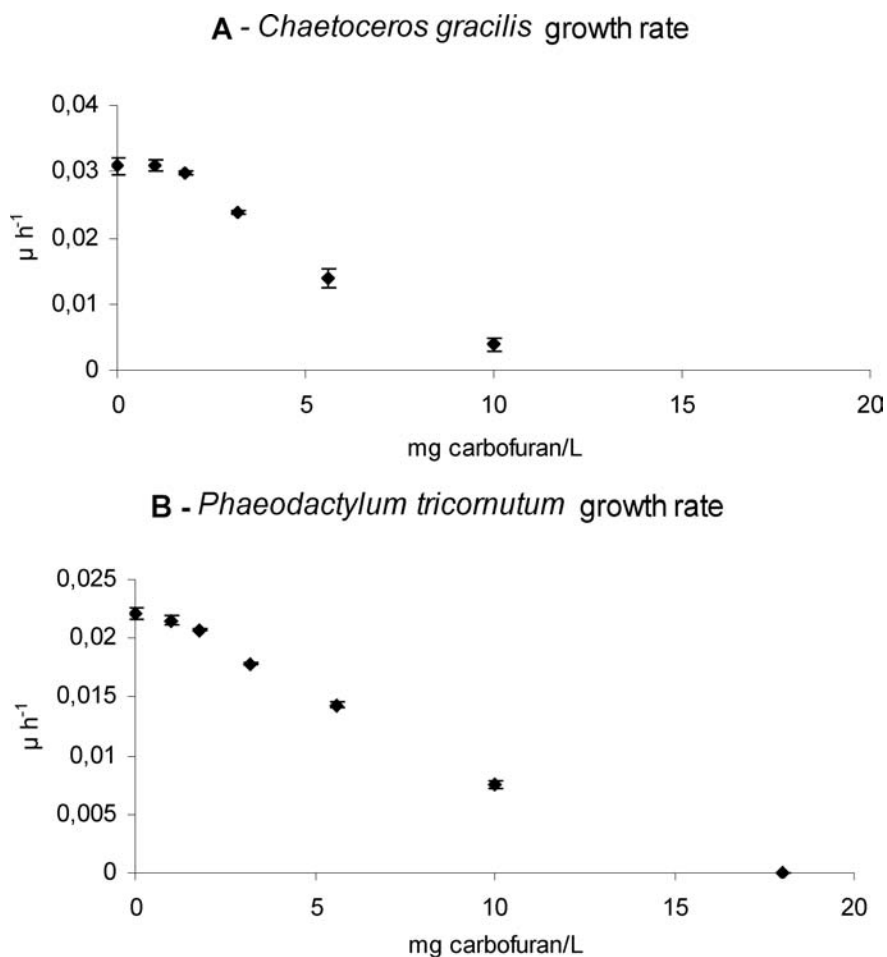 A - Chaetoceros gracilis growth rate
0,04
0,03
0,02
0,01
0
µ h-1
0 5 10 15 20
mg carbofuran/L
B - Phaeodactylum tricornutum growth rate
0,025
0,02
0,015
0,01
0,005
0
µ h-1
0 5 10 15 20
mg carbofuran/L